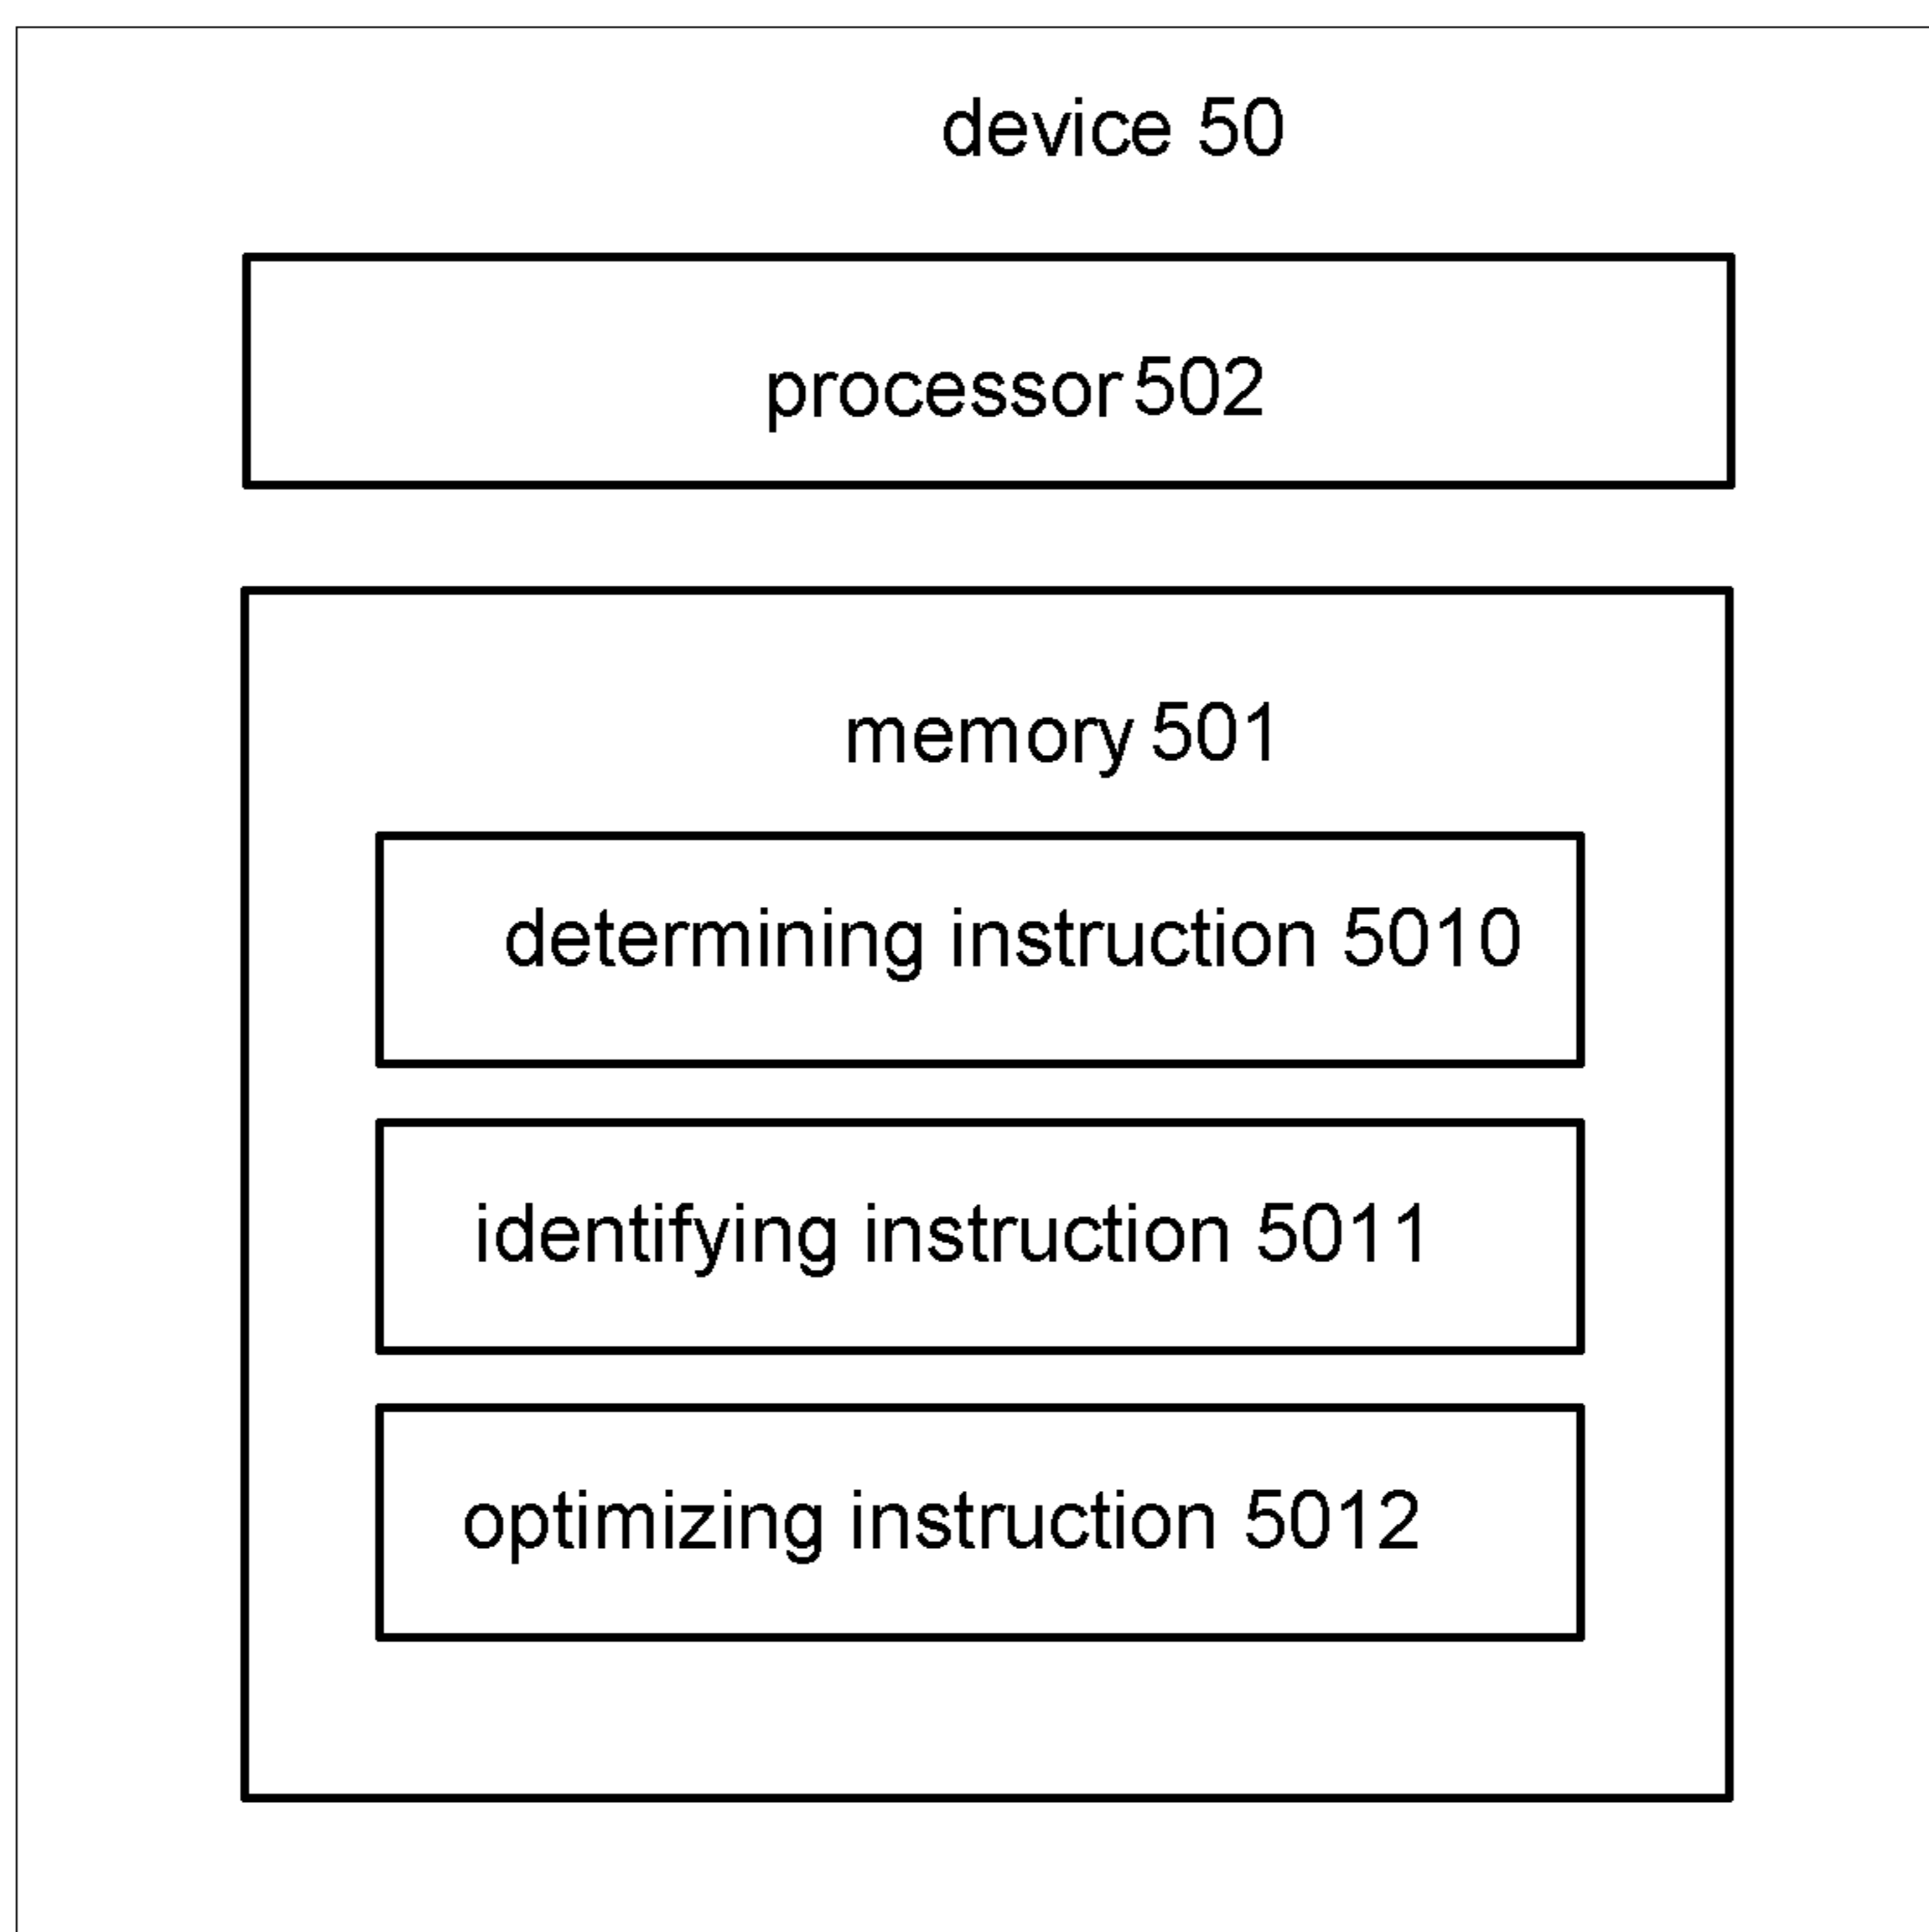 device 50
processor 502
memory 501
determining instruction 5010
identifying instruction 5011
optimizing instruction 5012